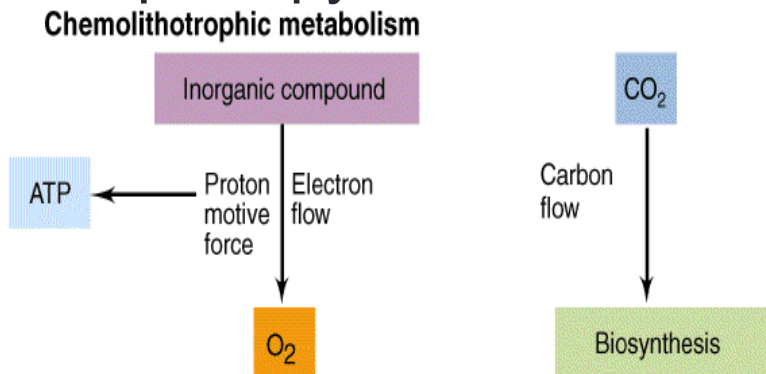 Chemolithotrophic metabolism
Inorganic compound
CO₂
ATP
Proton
motive
force
Electron
flow
Carbon
flow
O₂
Biosynthesis